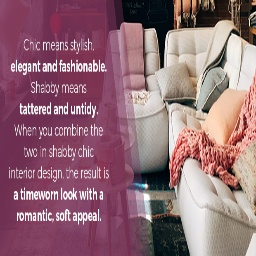 Chic means stylish,
elegant and fashionable.
Shabby means
tattered and untidy.
When you combine the
two in shabby chic
interior design, the result is
a timeworn look with a
romantic, soft appeal.